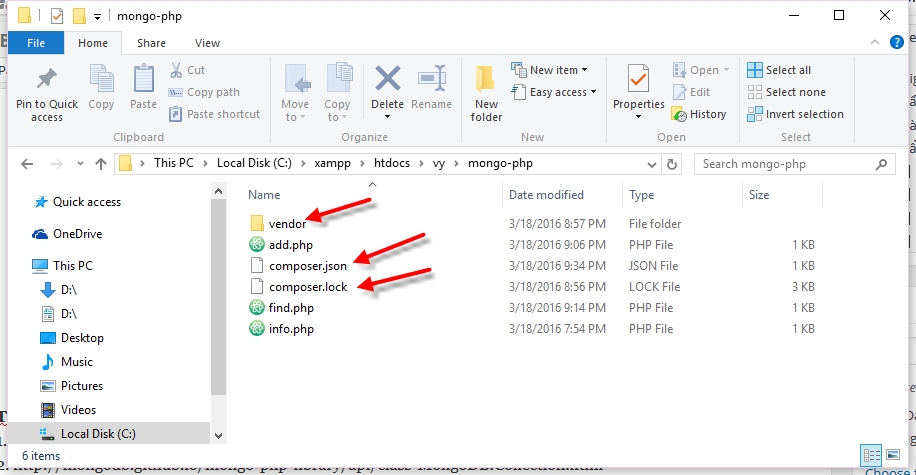 mongo-php
File Home Share View
Pin to Quick access
Copy
Paste
Cut
Copy path
Paste shortcut
Clipboard
Move to
Copy to
Delete
Rename
Organize
New folder
New item
Easy access
New
Properties
Open
Edit
History
Open
Select all
Select none
Invert selection
Select
This PC > Local Disk (C:) > xampp > htdocs > vy > mongo-php
Search mongo-php
Name Date modified Type Size
vendor 3/18/2016 8:57 PM File folder
add.php 3/18/2016 9:06 PM PHP File 1 KB
composer.json 3/18/2016 9:34 PM JSON File 1 KB
composer.lock 3/18/2016 8:56 PM LOCK File 3 KB
find.php 3/18/2016 9:14 PM PHP File 1 KB
info.php 3/18/2016 7:54 PM PHP File 1 KB
Quick access
OneDrive
This PC
D:\
D:\
Desktop
Music
Pictures
Videos
Local Disk (C:)
6 items